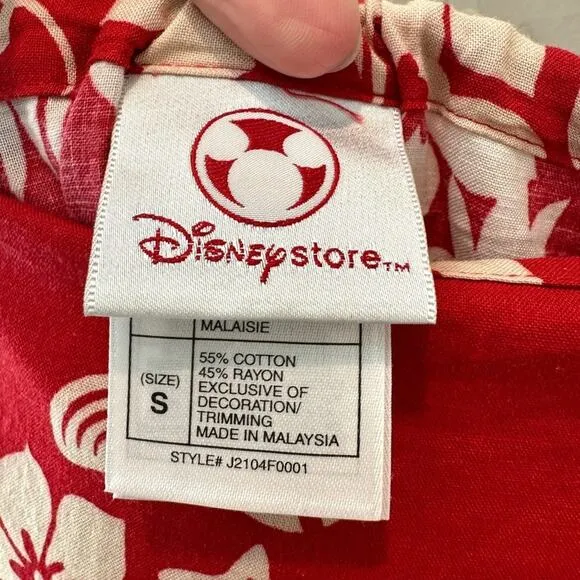 DISNEYstore™
MALAISIE
(SIZE)
S
55% COTTON
45% RAYON
EXCLUSIVE OF
DECORATION/
TRIMMING
MADE IN MALAYSIA
STYLE# J2104F0001